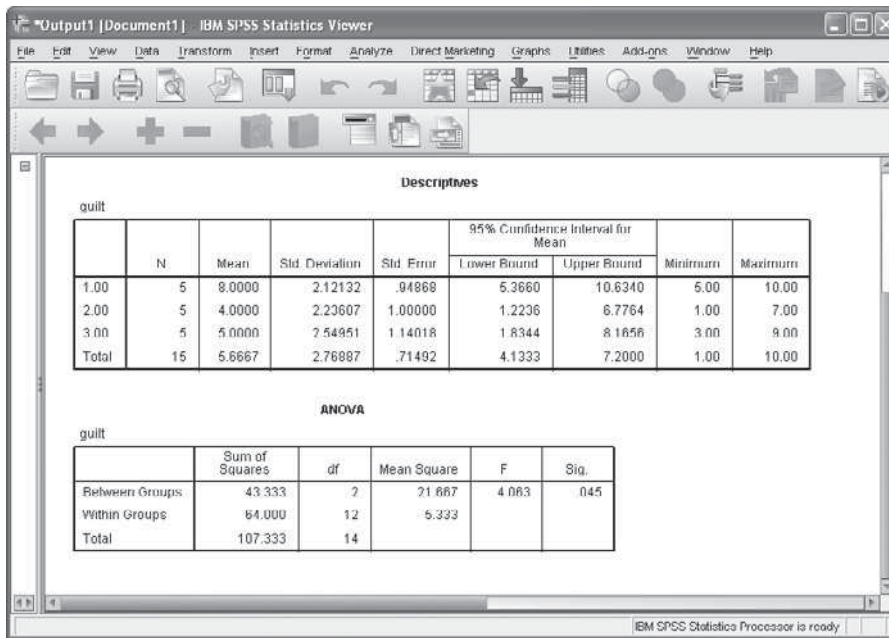 *Output1 [Document1] - IBM SPSS Statistics Viewer
File Edit View Data Transform Insert Format Analyze Direct Marketing Graphs Utilities Add-ons Window Help
Descriptives
guilt
95% Confidence Interval for Mean
N Mean Std. Deviation Std. Error Lower Bound Upper Bound Minimum Maximum
1.00 5 8.0000 2.12132 .94868 5.3660 10.6340 5.00 10.00
2.00 5 4.0000 2.23607 1.00000 1.2236 6.7764 1.00 7.00
3.00 5 5.0000 2.54951 1.14018 1.8344 8.1656 3.00 9.00
Total 15 5.6667 2.76887 .71492 4.1333 7.2000 1.00 10.00
ANOVA
guilt
Sum of Squares df Mean Square F Sig.
Between Groups 43.333 2 21.667 4.063 .045
Within Groups 64.000 12 5.333
Total 107.333 14
IBM SPSS Statistics Processor is ready